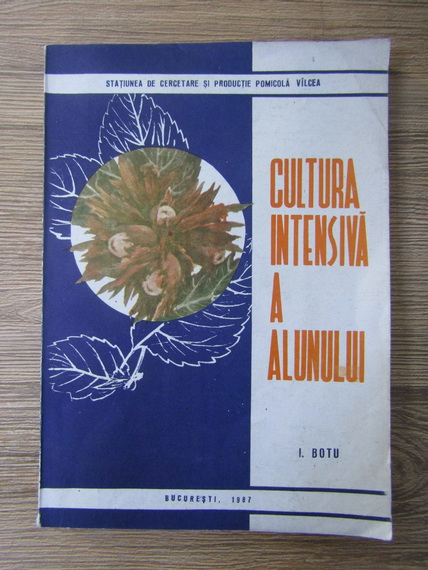 STAȚIUNEA DE CERCETARE ȘI PRODUCȚIE POMICOLĂ VÎLCEA
CULTURA
INTENSIVĂ
A
ALUNULUI
I. BOTU
BUCUREȘTI, 1987